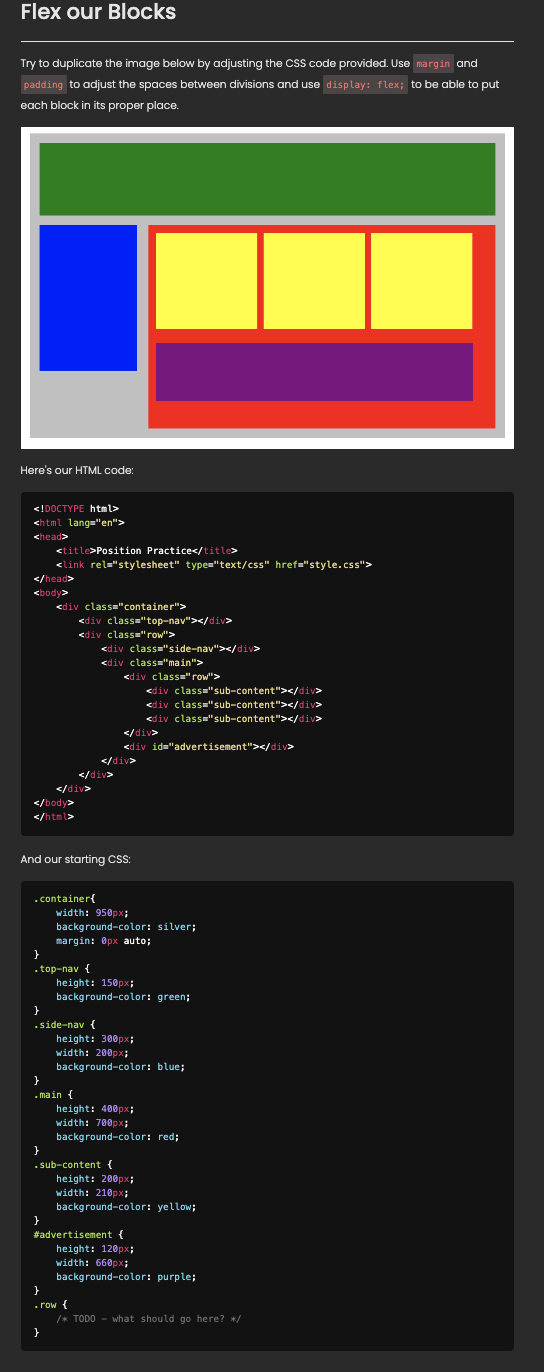 Flex our Blocks
Try to duplicate the image below by adjusting the CSS code provided. Use margin and
padding to adjust the spaces between divisions and use display: flex; to be able to put
each block in its proper place.
Here's our HTML code:
<!DOCTYPE html>
<html lang="en">
<head>
    <title>Position Practice</title>
    <link rel="stylesheet" type="text/css" href="style.css">
</head>
<body>
    <div class="container">
        <div class="top-nav"></div>
        <div class="row">
            <div class="side-nav"></div>
            <div class="main">
                <div class="row">
                    <div class="sub-content"></div>
                    <div class="sub-content"></div>
                    <div class="sub-content"></div>
                </div>
                <div id="advertisement"></div>
            </div>
        </div>
    </div>
</body>
</html>
And our starting CSS:
.container{
    width: 950px;
    background-color: silver;
    margin: 0px auto;
}
.top-nav {
    height: 150px;
    background-color: green;
}
.side-nav {
    height: 300px;
    width: 200px;
    background-color: blue;
}
.main {
    height: 400px;
    width: 700px;
    background-color: red;
}
.sub-content {
    height: 200px;
    width: 210px;
    background-color: yellow;
}
#advertisement {
    height: 120px;
    width: 660px;
    background-color: purple;
}
.row {
    /* TODO - what should go here? */
}